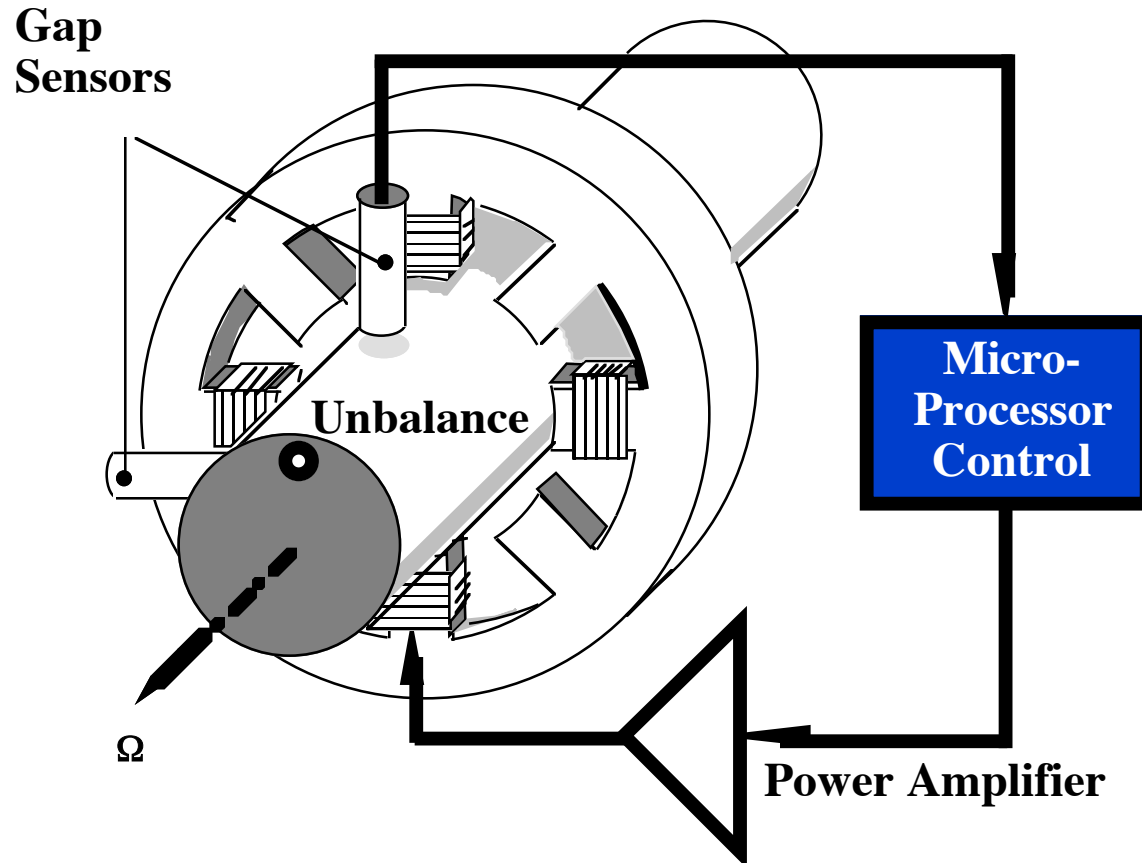 Gap
Sensors
Unbalance
Micro-
Processor
Control
Ω
Power Amplifier